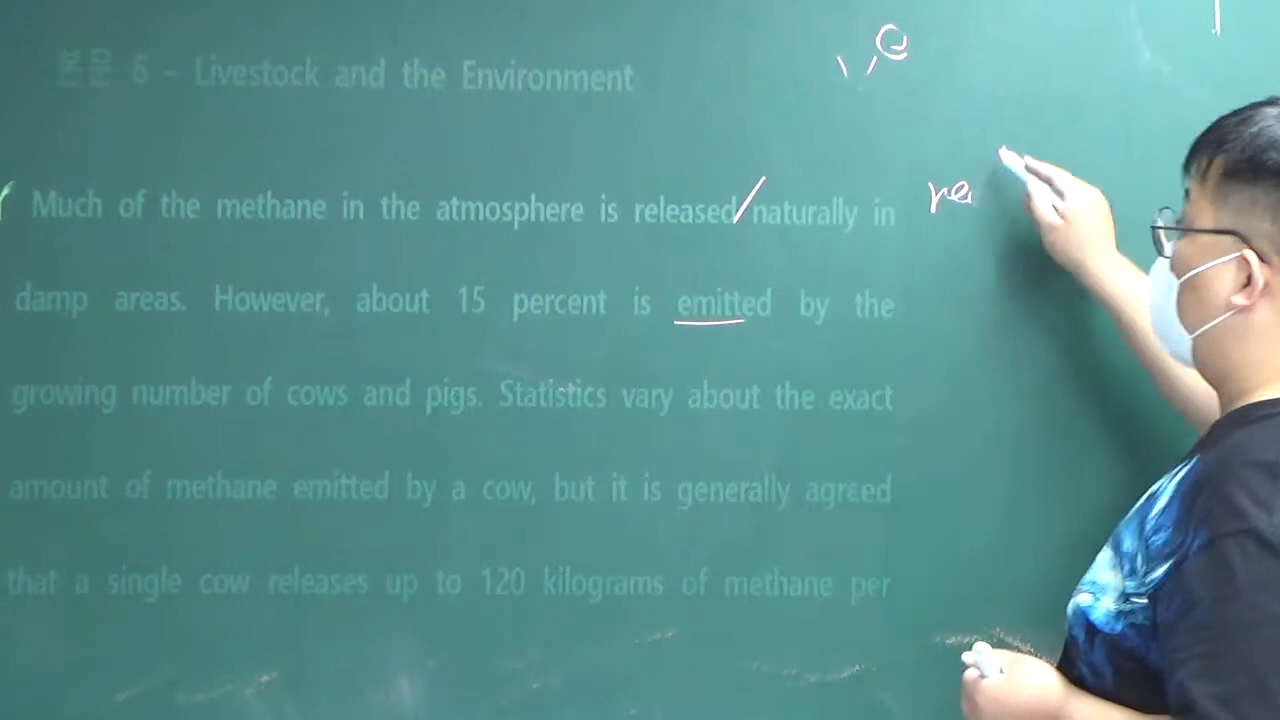 6 - Livestock and the Environment
Much of the methane in the atmosphere is released/naturally in
re
damp areas. However, about 15 percent is emitted by the
growing number of cows and pigs. Statistics vary about the exact
amount of methane emitted by a cow, but it is generally agreed
that a single cow releases up to 120 kilograms of methane per